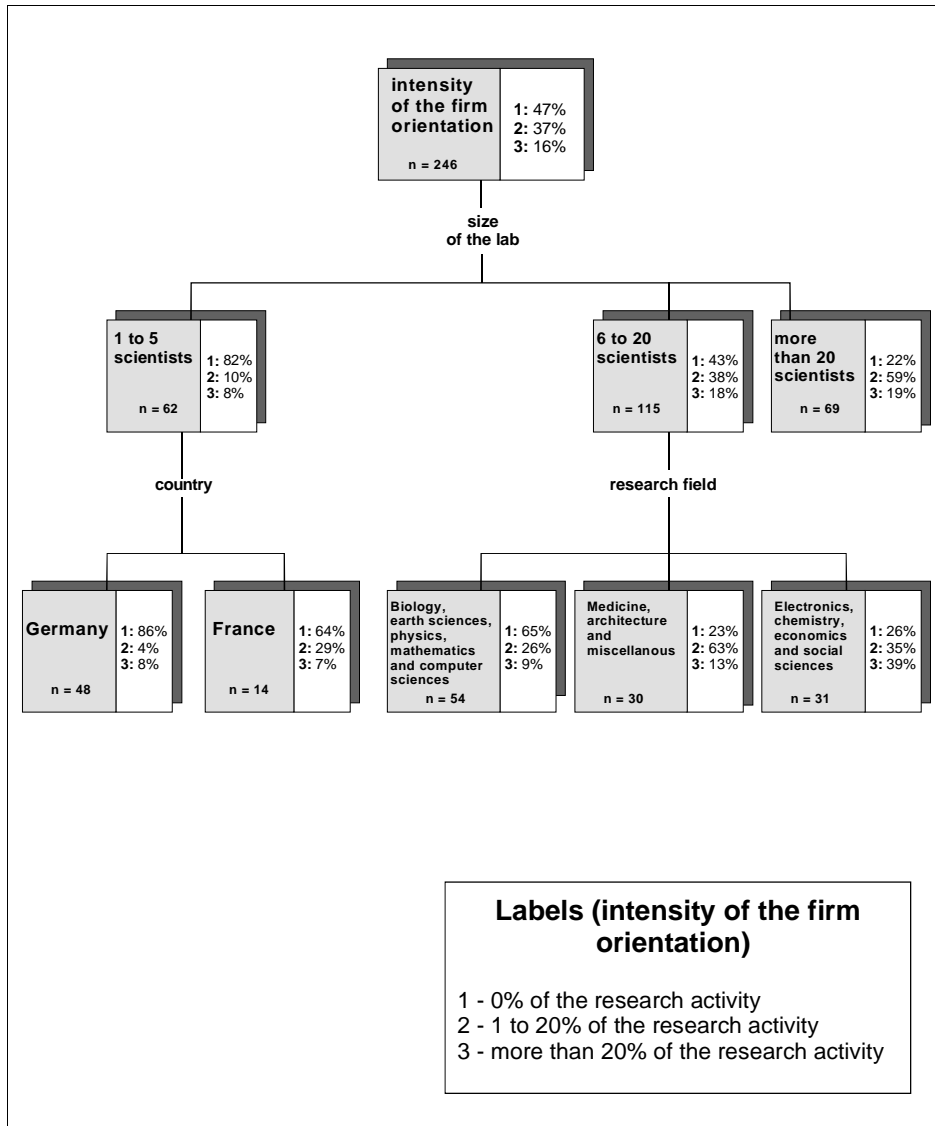 intensity
of the firm
orientation
n = 246
1: 47%
2: 37%
3: 16%
size
of the lab
1 to 5
scientists
n = 62
1: 82%
2: 10%
3: 8%
6 to 20
scientists
n = 115
1: 43%
2: 38%
3: 18%
more
than 20
scientists
n = 69
1: 22%
2: 59%
3: 19%
country
research field
Germany
n = 48
1: 86%
2: 4%
3: 8%
France
n = 14
1: 64%
2: 29%
3: 7%
Biology,
earth sciences,
physics,
mathematics
and computer
sciences
n = 54
1: 65%
2: 26%
3: 9%
Medicine,
architecture
and
miscellanous
n = 30
1: 23%
2: 63%
3: 13%
Electronics,
chemistry,
economics
and social
sciences
n = 31
1: 26%
2: 35%
3: 39%
Labels (intensity of the firm
orientation)
1 - 0% of the research activity
2 - 1 to 20% of the research activity
3 - more than 20% of the research activity